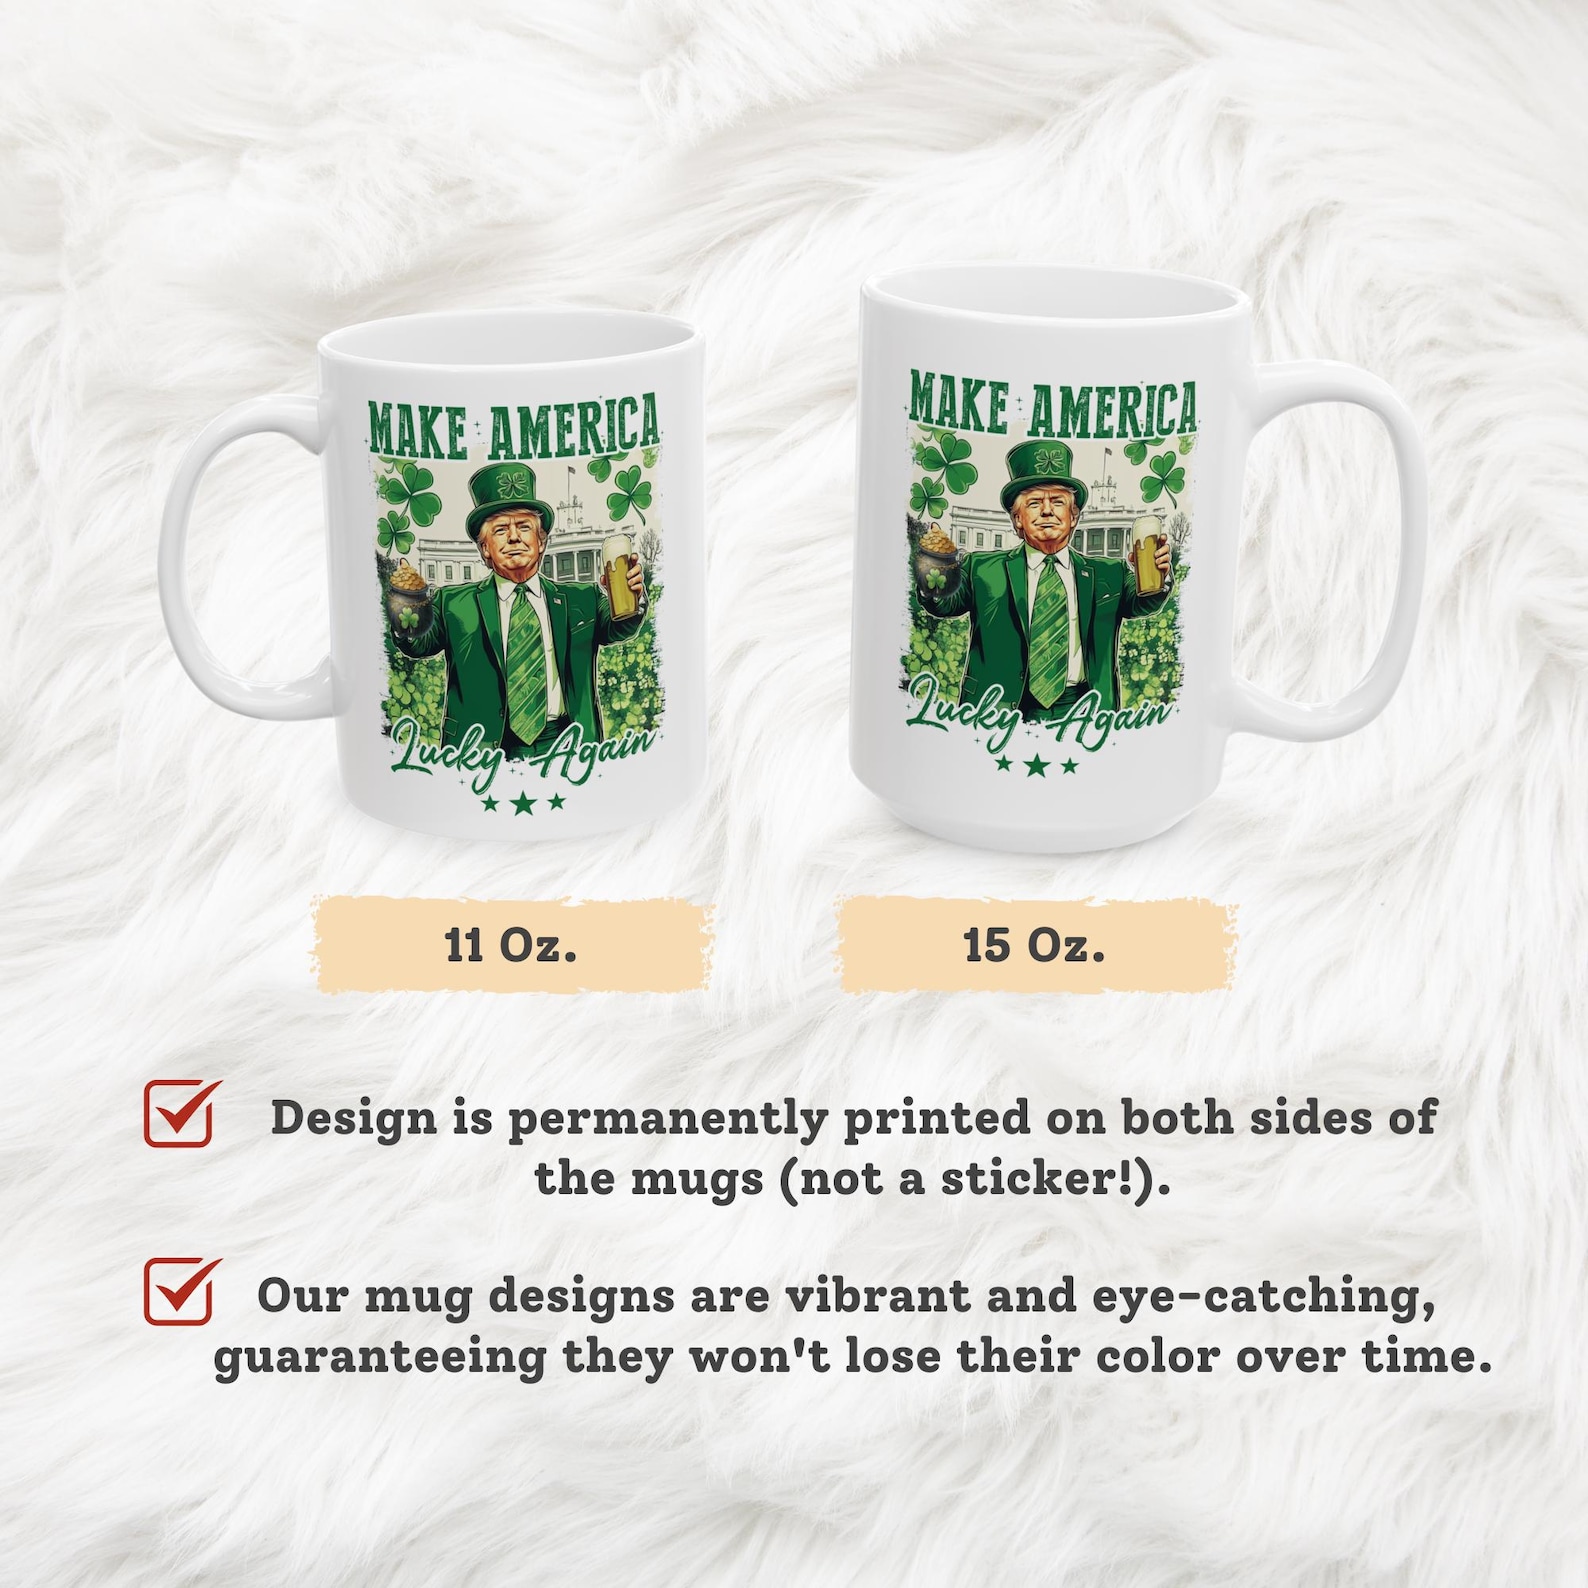 MAKE AMERICA
Lucky Again
MAKE AMERICA
Lucky Again
11 Oz.
15 Oz.
Design is permanently printed on both sides of
the mugs (not a sticker!).
Our mug designs are vibrant and eye-catching,
guaranteeing they won't lose their color over time.